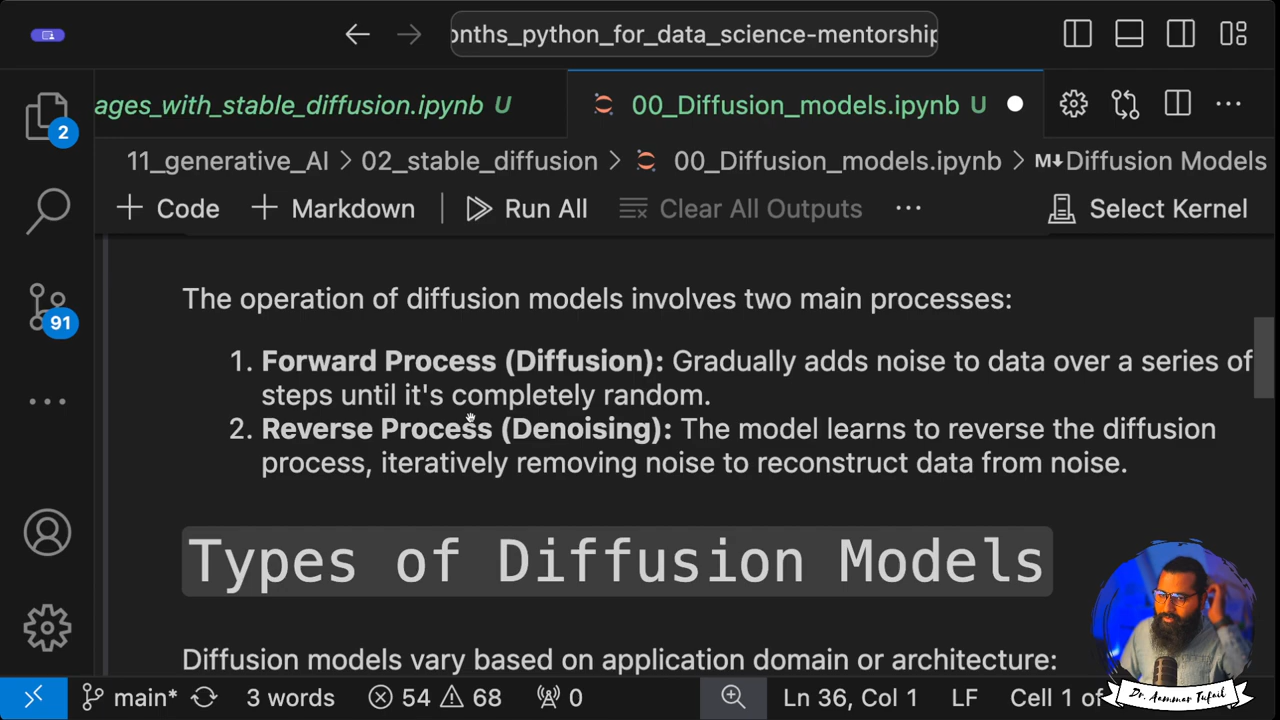 onths_python_for_data_science-mentorship
ages_with_stable_diffusion.ipynb U
00_Diffusion_models.ipynb U
11_generative_AI > 02_stable_diffusion > 00_Diffusion_models.ipynb > M↓Diffusion Models
+ Code + Markdown | Run All Clear All Outputs ... Select Kernel
2
91
The operation of diffusion models involves two main processes:
1. Forward Process (Diffusion): Gradually adds noise to data over a series of
steps until it's completely random.
2. Reverse Process (Denoising): The model learns to reverse the diffusion
process, iteratively removing noise to reconstruct data from noise.
Types of Diffusion Models
Diffusion models vary based on application domain or architecture:
main* 3 words 54 68 0 Ln 36, Col 1 LF Cell 1 of
Dr. Aammar Tufail